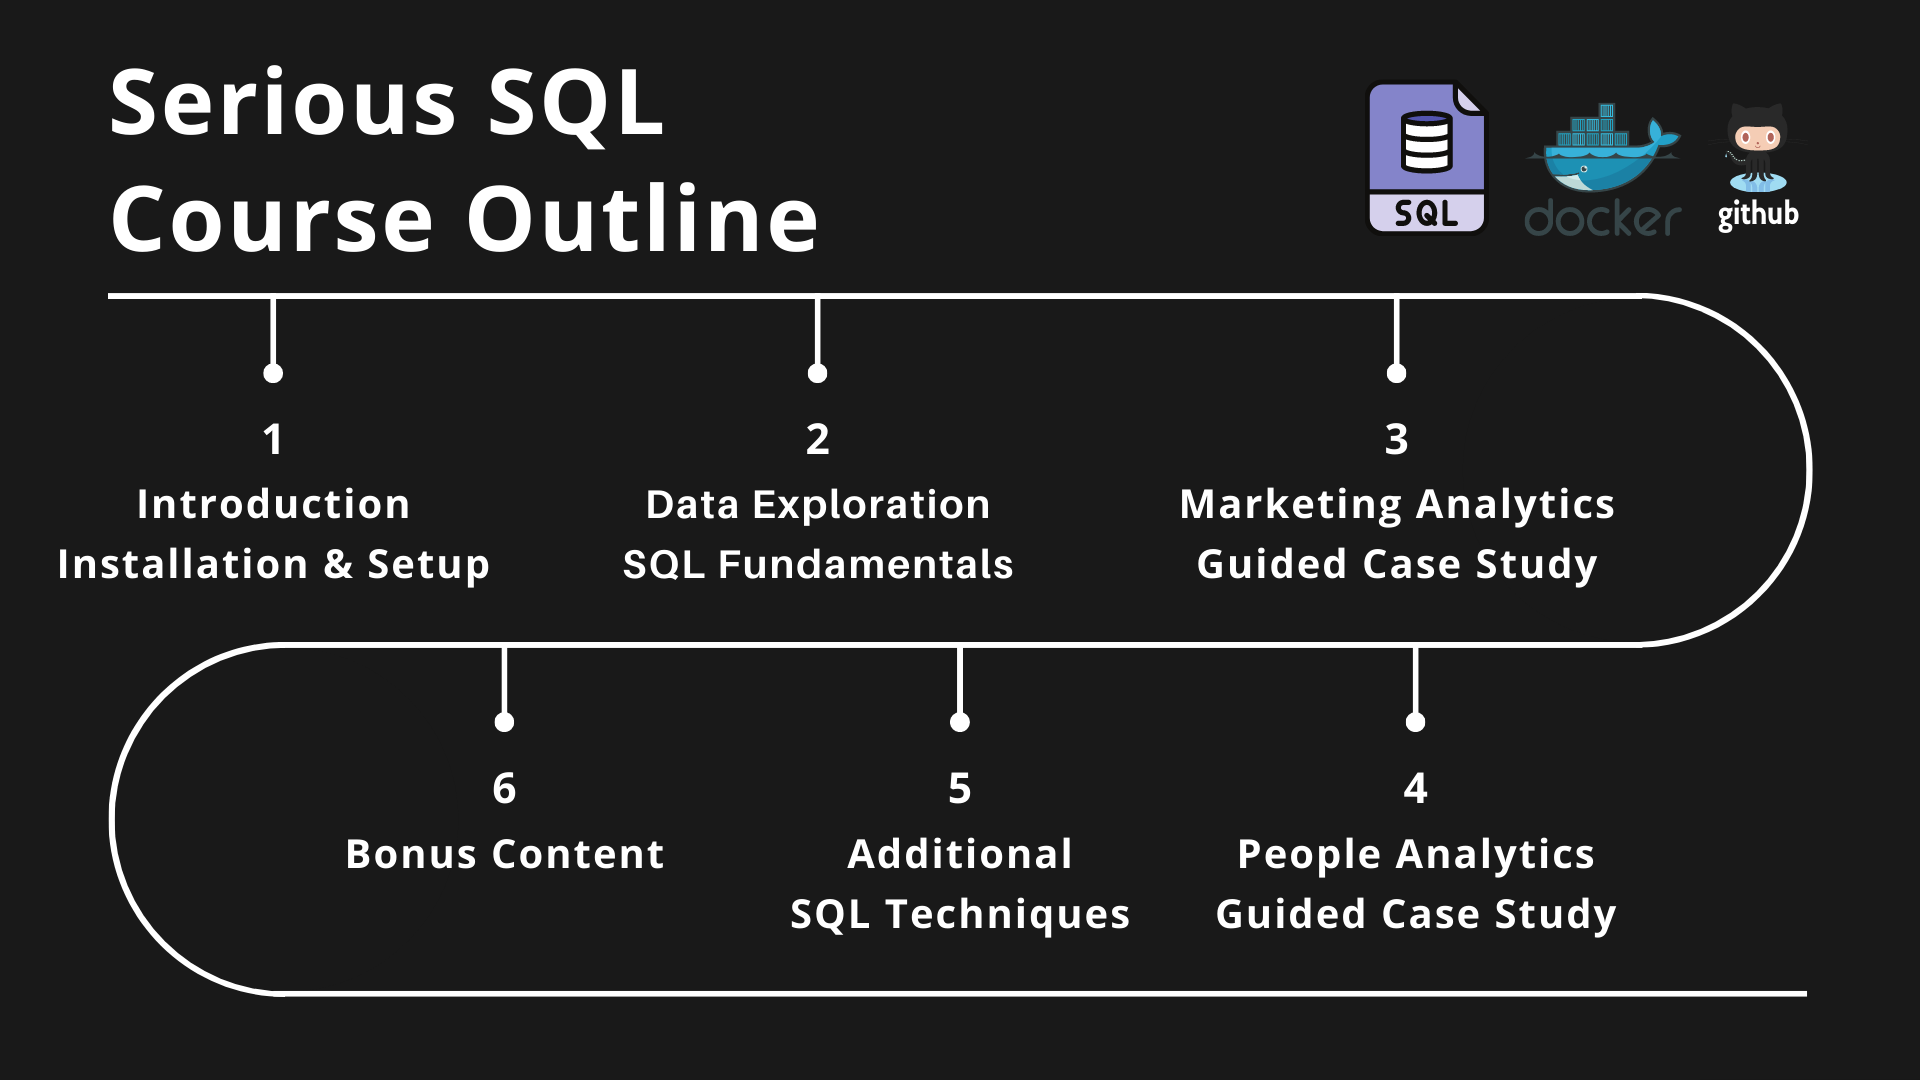 Serious SQL
Course Outline
SQL
docker
github
1
Introduction
Installation & Setup
2
Data Exploration
SQL Fundamentals
3
Marketing Analytics
Guided Case Study
6
Bonus Content
5
Additional
SQL Techniques
4
People Analytics
Guided Case Study